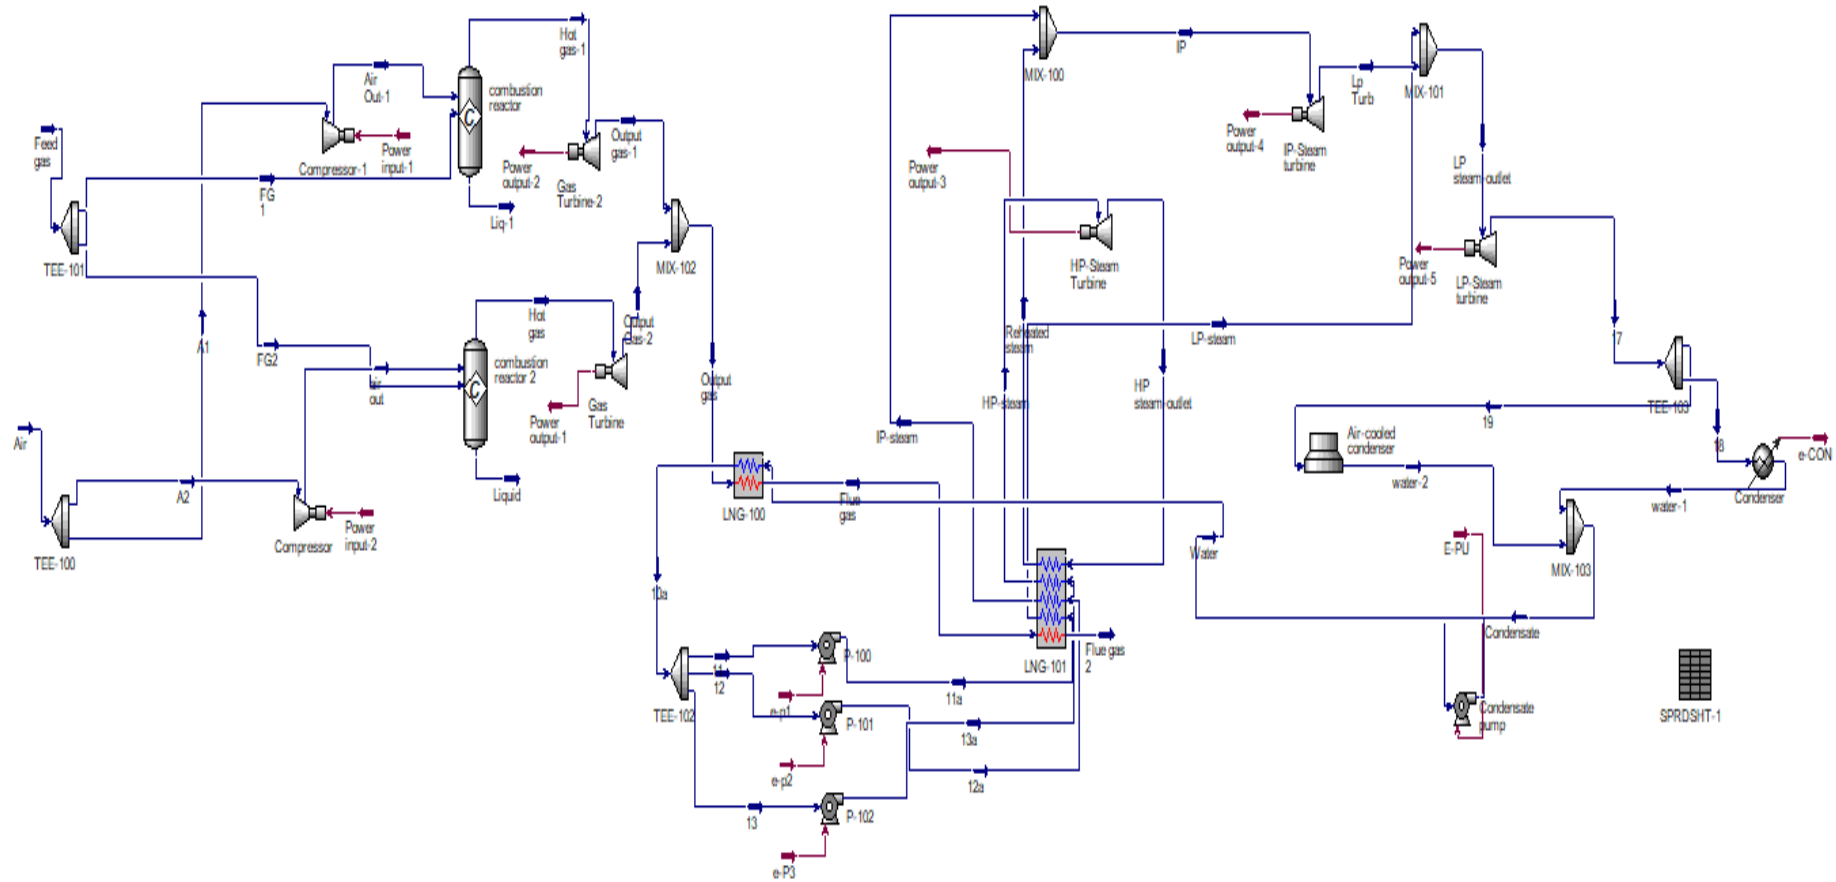 Hot
gas-1
Air
Out-1
combustion
reactor
Feed
gas
Compressor-1
Power
input-1
FG
1
Liq-1
TEE-101
Power
output-2
Gas
Turbine-2
Output
gas-1
MIX-102
A1
FG2
Hot
gas
air
out
combustion
reactor 2
Output
Gas-2
Power
output-1
Gas
Turbine
Output
gas
Air
A2
TEE-100
Compressor
Power
input-2
Liquid
LNG-100
Flue
gas
10a
TEE-102
11
12
13
e-p1
P-100
e-p2
P-101
e-P3
P-102
11a
13a
12a
MIX-100
IP
Lp
Turb
MIX-101
Power
output-4
IP-Steam
turbine
Power
output-3
HP-Steam
Turbine
LP
steam-outlet
Power
output-5
LP-Steam
turbine
Reheated
steam
LP-steam
HP-steam
HP
steam-outlet
IP-steam
17
TEE-103
19
18
Air-cooled
condenser
water-2
e-CON
Condenser
water-1
Water
E-PU
MIX-103
Condensate
LNG-101
Flue gas
2
Condensate
pump
SPRDSHT-1